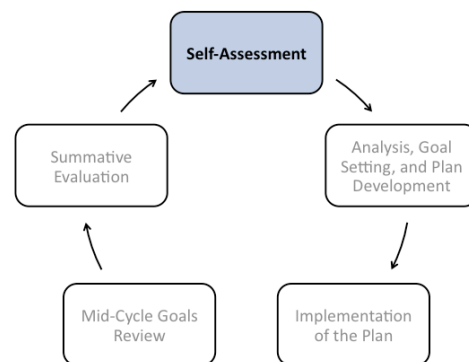 Self-Assessment
Analysis, Goal
Setting, and Plan
Development
Implementation
of the Plan
Mid-Cycle Goals
Review
Summative
Evaluation